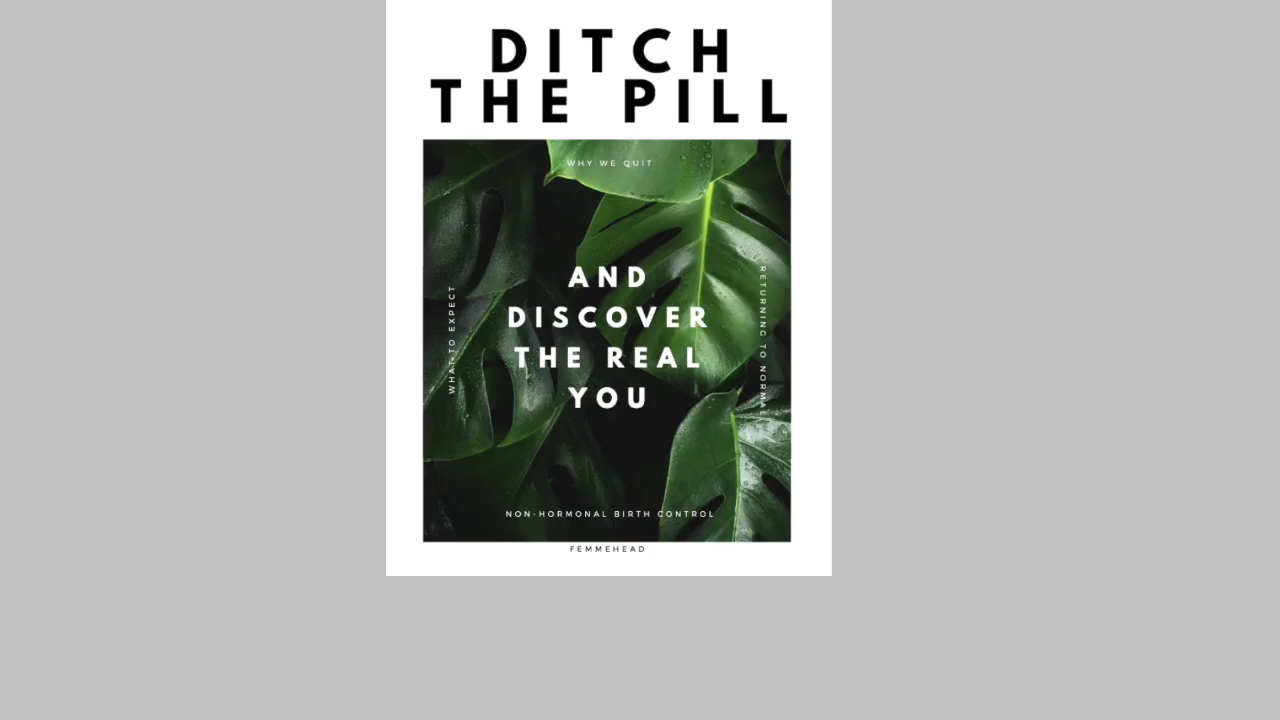 DITCH
THE PILL
WHY WE QUIT
AND
DISCOVER
THE REAL
YOU
WHAT TO EXPECT
RETURNING TO NORMAL
NON-HORMONAL BIRTH CONTROL
FEMMEHEAD